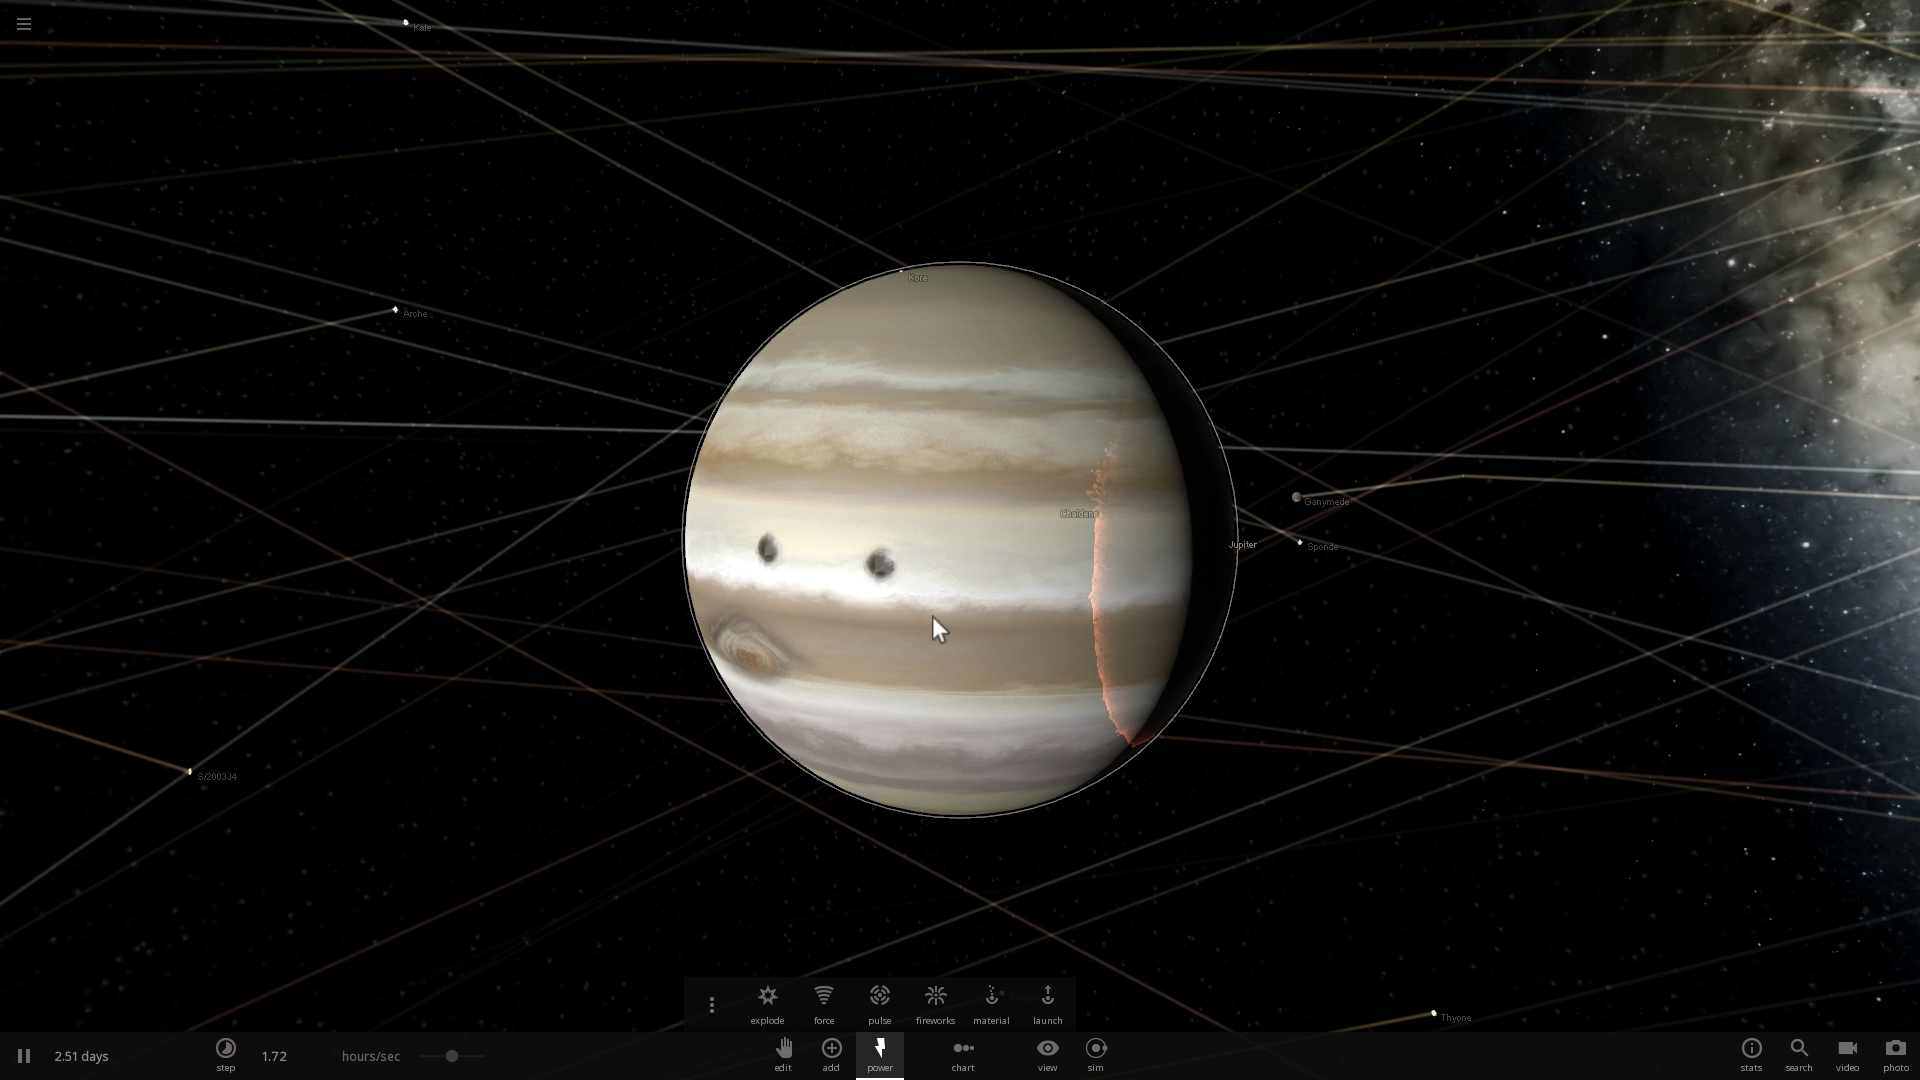 Kale
Kore
Arche
Ganymede
Chaldene
Jupiter
Sponde
S/2003J4
Thyone
explode
force
pulse
fireworks
material
launch
2.51 days
step
1.72
hours/sec
edit
add
power
chart
view
sim
stats
search
video
photo